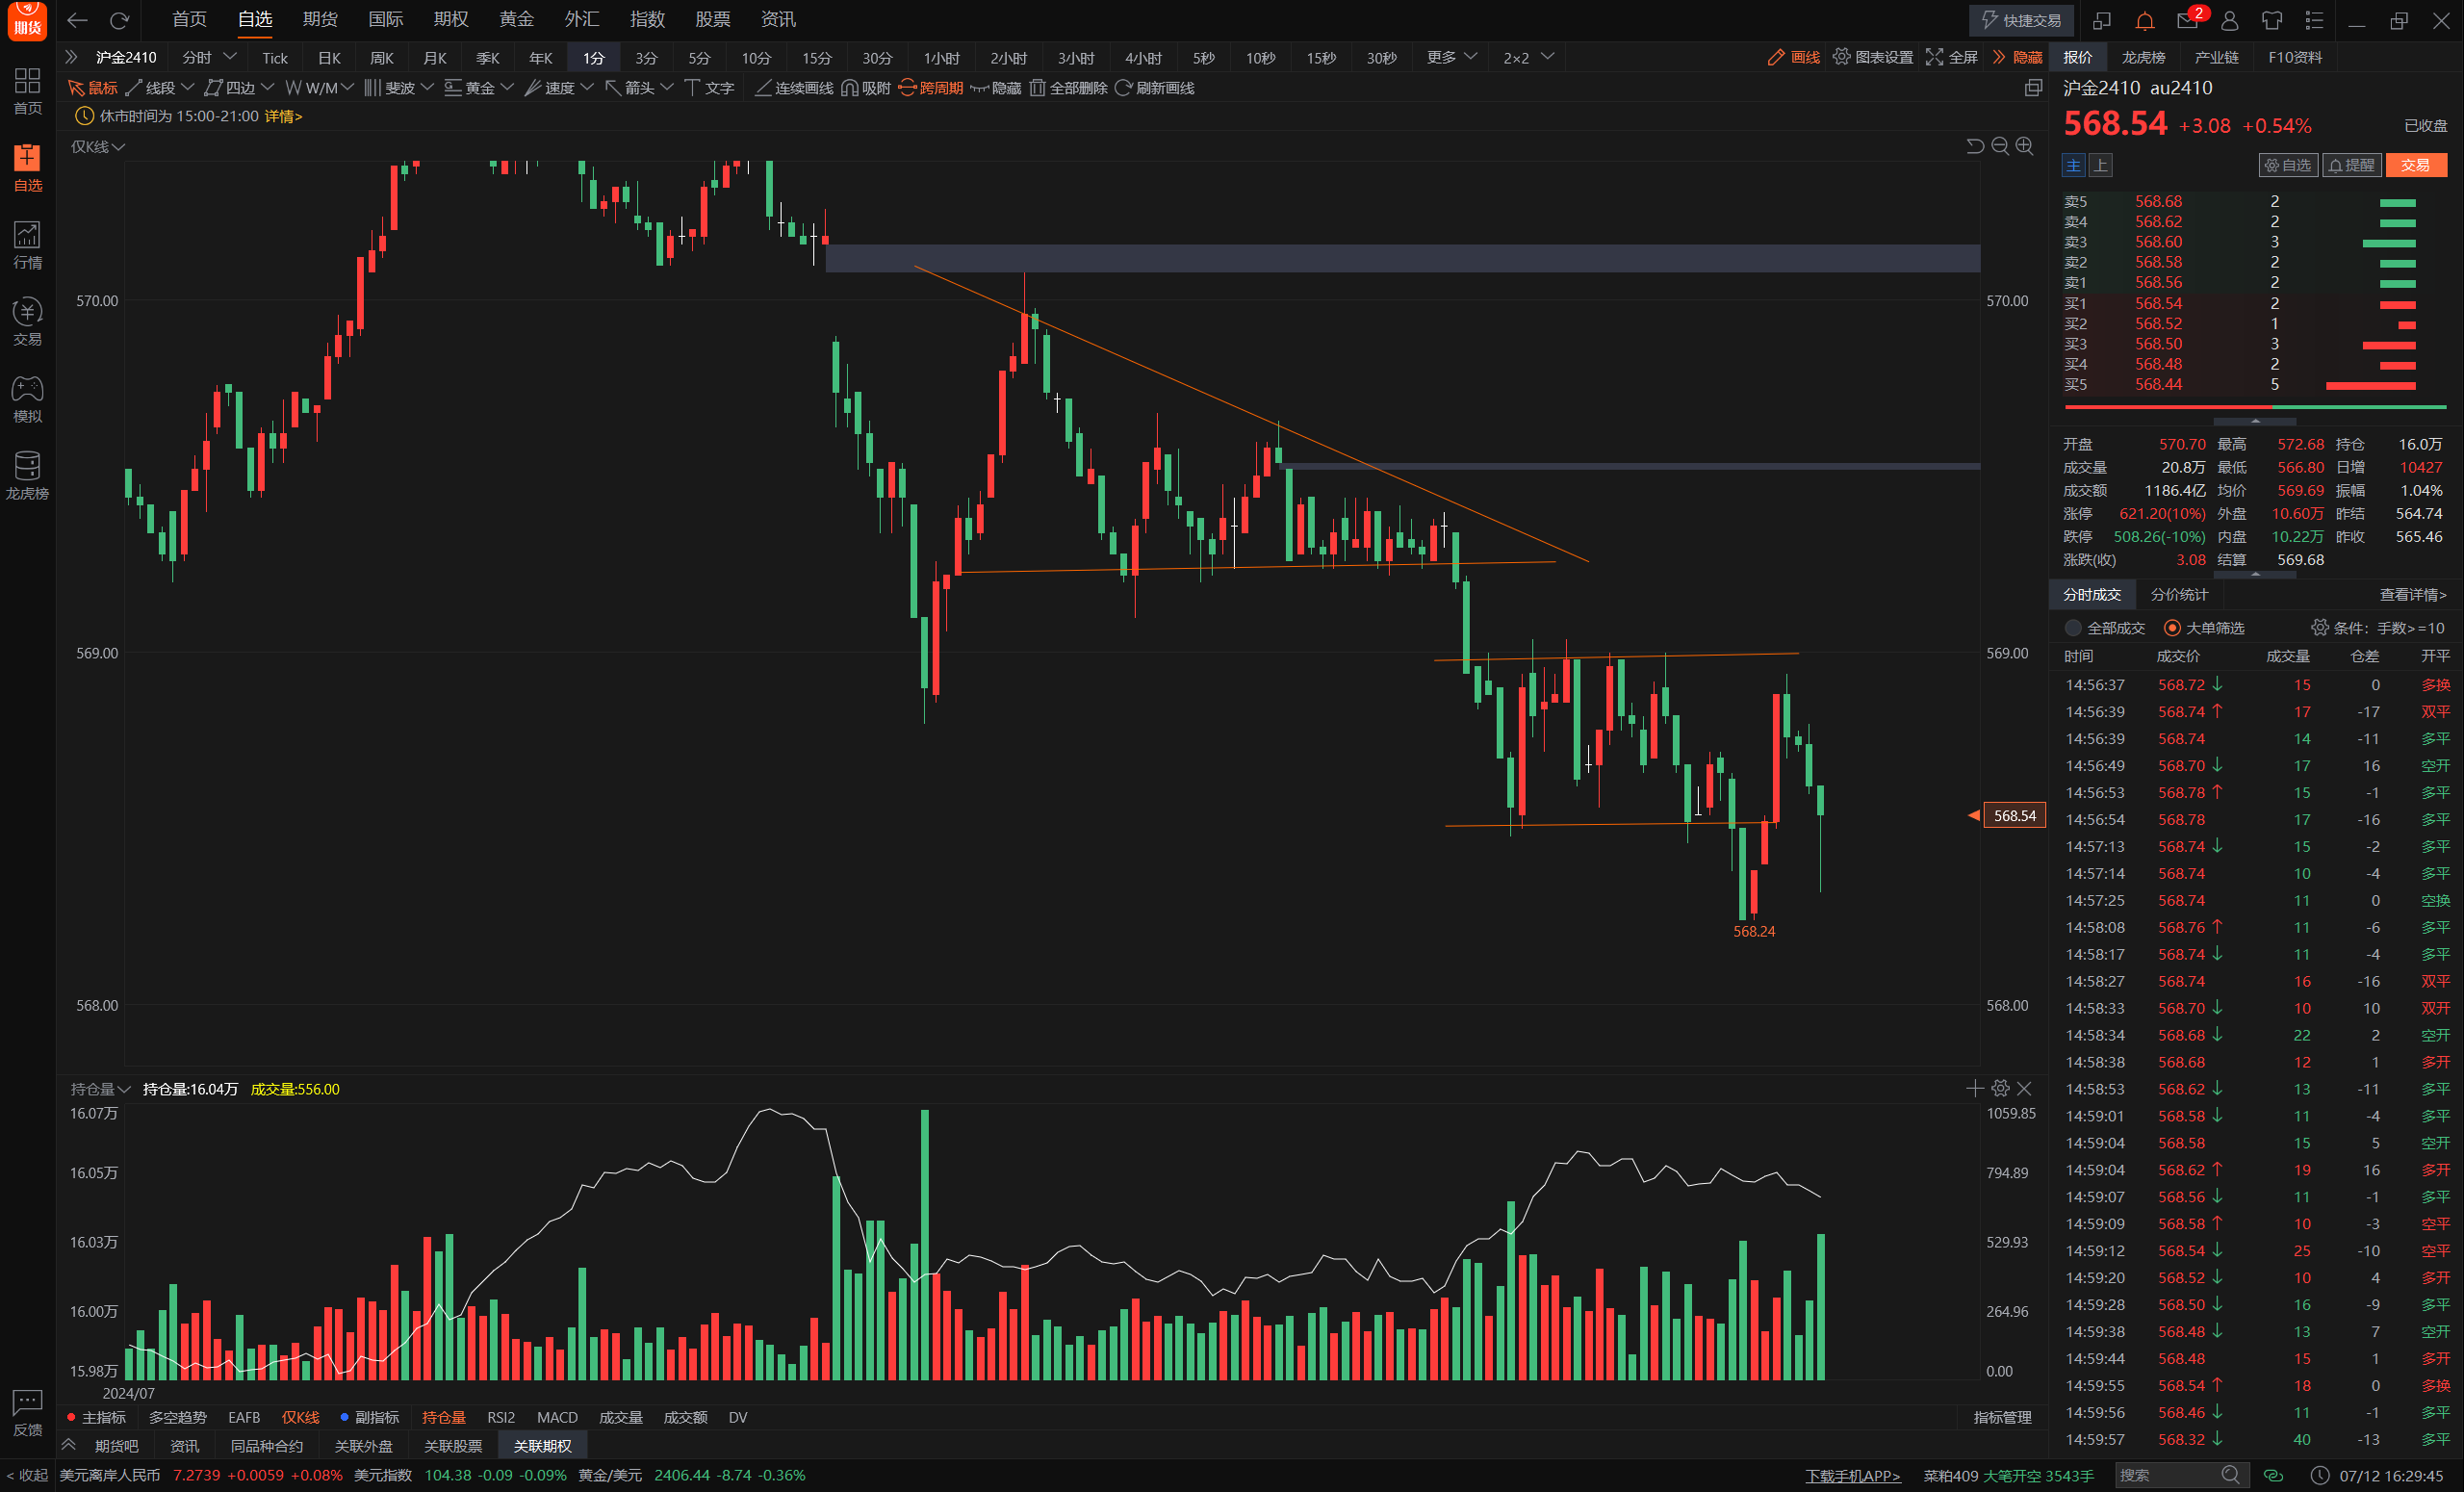 期货
首页 自选 期货 国际 期权 黄金 外汇 指数 股票 资讯
快捷交易 2
沪金2410 分时 Tick 日K 周K 月K 季K 年K 1分 3分 5分 10分 15分 30分 1小时 2小时 3小时 4小时 5秒 10秒 15秒 30秒 更多 2×2 画线 图表设置 全屏 隐藏
鼠标 线段 四边 W/M 斐波 黄金 速度 箭头 文字 连续画线 吸附 跨周期 隐藏 全部删除 刷新画线
休市时间为 15:00-21:00 详情>
仅K线
首页
自选
行情
交易
模拟
龙虎榜
反馈
570.00 570.00
569.00 569.00
568.54
568.24
568.00 568.00
持仓量 持仓量:16.04万 成交量:556.00
16.07万 1059.85
16.05万 794.89
16.03万 529.93
16.00万 264.96
15.98万 0.00
2024/07
主指标 多空趋势 EAFB 仅K线 副指标 持仓量 RSI2 MACD 成交量 成交额 DV 指标管理
期货吧 资讯 同品种合约 关联外盘 关联股票 关联期权
报价 龙虎榜 产业链 F10资料
沪金2410 au2410
568.54 +3.08 +0.54% 已收盘
主 上 自选 提醒 交易
卖5 568.68 2
卖4 568.62 2
卖3 568.60 3
卖2 568.58 2
卖1 568.56 2
买1 568.54 2
买2 568.52 1
买3 568.50 3
买4 568.48 2
买5 568.44 5
开盘 570.70 最高 572.68 持仓 16.0万
成交量 20.8万 最低 566.80 日增 10427
成交额 1186.4亿 均价 569.69 振幅 1.04%
涨停 621.20(10%) 外盘 10.60万 昨结 564.74
跌停 508.26(-10%) 内盘 10.22万 昨收 565.46
涨跌(收) 3.08 结算 569.68
分时成交 分价统计 查看详情>
全部成交 大单筛选 条件：手数>=10
时间 成交价 成交量 仓差 开平
14:56:37 568.72↓ 15 0 多换
14:56:39 568.74↑ 17 -17 双平
14:56:39 568.74 14 -11 多平
14:56:49 568.70↓ 17 16 空开
14:56:53 568.78↑ 15 -1 多平
14:56:54 568.78 17 -16 多平
14:57:13 568.74↓ 15 -2 多平
14:57:14 568.74 10 -4 多平
14:57:25 568.74 11 0 空换
14:58:08 568.76↑ 11 -6 多平
14:58:17 568.74↓ 11 -4 多平
14:58:27 568.74 16 -16 双平
14:58:33 568.70↓ 10 10 双开
14:58:34 568.68↓ 22 2 空开
14:58:38 568.68 12 1 多开
14:58:53 568.62↓ 13 -11 多平
14:59:01 568.58↓ 11 -4 多平
14:59:04 568.58 15 5 空开
14:59:04 568.62↑ 19 16 多开
14:59:07 568.56↓ 11 -1 多平
14:59:09 568.58↑ 10 -3 空平
14:59:12 568.54↓ 25 -10 空平
14:59:20 568.52↓ 10 4 多开
14:59:28 568.50↓ 16 -9 多平
14:59:38 568.48↓ 13 7 空开
14:59:44 568.48 15 1 多开
14:59:55 568.54↑ 18 0 多换
14:59:56 568.46↓ 11 -1 多平
14:59:57 568.32↓ 40 -13 多平
< 收起 美元离岸人民币 7.2739 +0.0059 +0.08% 美元指数 104.38 -0.09 -0.09% 黄金/美元 2406.44 -8.74 -0.36% 下载手机APP> 菜粕409 大笔开空 3543手 搜索 07/12 16:29:45